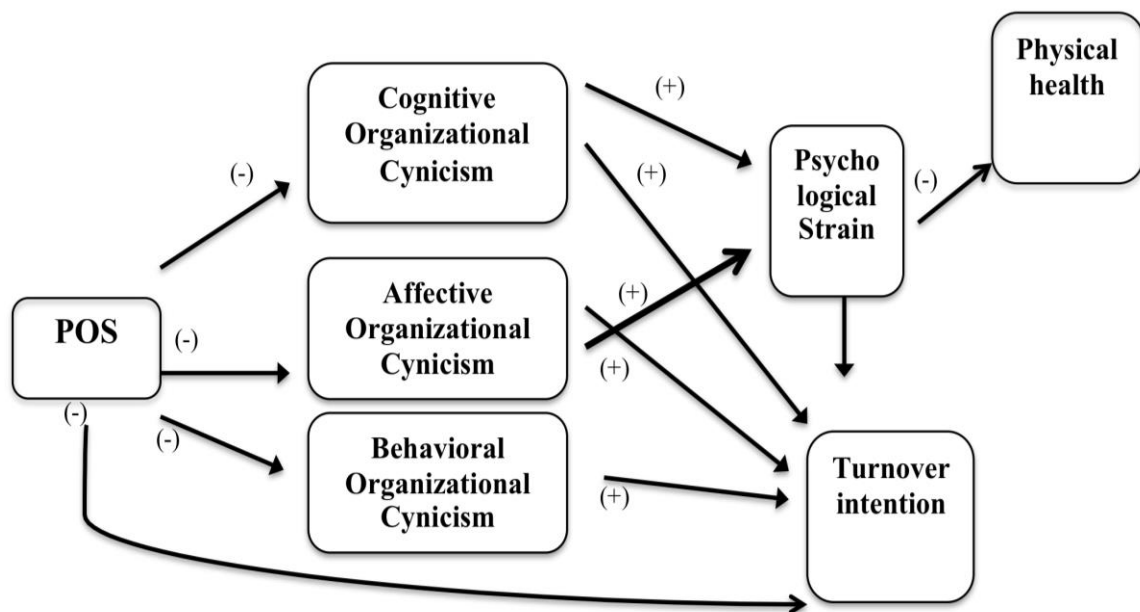 Physical
health
Cognitive
Organizational
Cynicism
(+)
Psycho
logical
Strain
(-)
(-)
(+)
Affective
Organizational
Cynicism
(+)
POS
(-)
(+)
(-)
(-)
Behavioral
Organizational
Cynicism
(+)
Turnover
intention